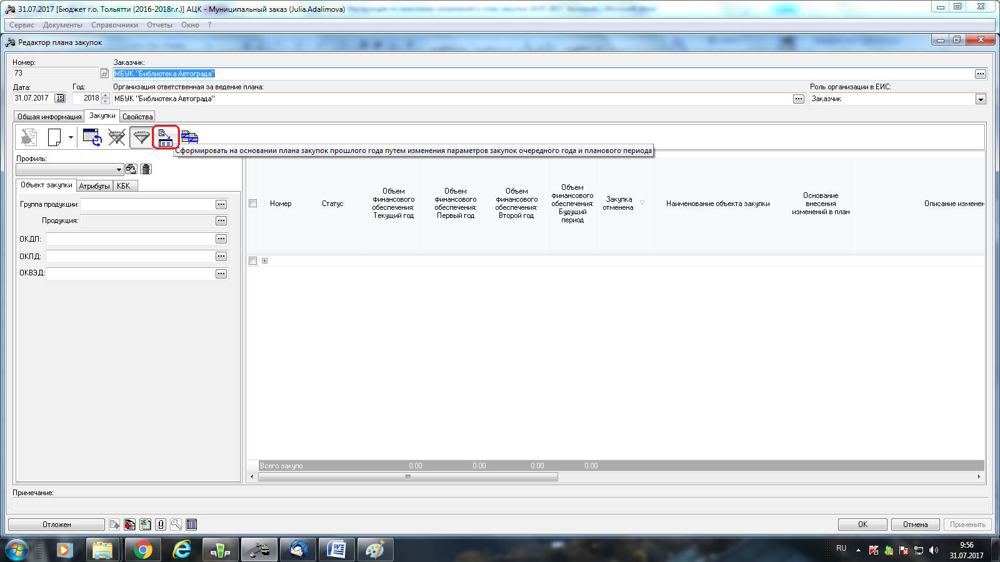 31.07.2017 [Бюджет г.о. Тольятти (2016-2018г.г.)] АЦК - Муниципальный заказ (Julia.Adalimova)
Сервис Документы Справочники Отчеты Окно ?
Редактор плана закупок
Номер: Заказчик:
73 # МБУК "Библиотека Автограда"
Дата: Год: Организация ответственная за ведение плана: Роль организации в ЕИС:
31.07.2017 15 2018 МБУК "Библиотека Автограда" Заказчик
Общая информация Закупки Свойства
Сформировать на основании плана закупок прошлого года путем изменения параметров закупок очередного года и планового периода
Профиль:
Объект закупки Атрибуты КБК
Группа продукции:
Продукция:
ОКДП:
ОКПД:
ОКВЭД:
Номер
Статус
Объем
финансового
обеспечения:
Текущий год
Объем
финансового
обеспечения:
Первый год
Объем
финансового
обеспечения:
Второй год
Объем
финансового
обеспечения:
Будущий
период
Закупка
отменена
Наименование объекта закупки
Основание
внесения
изменений в план
Описание изменен
Всего закупо 0.00 0.00 0.00 0.00
Примечание:
Отложен OK Отмена Применить
RU 9:56
31.07.2017